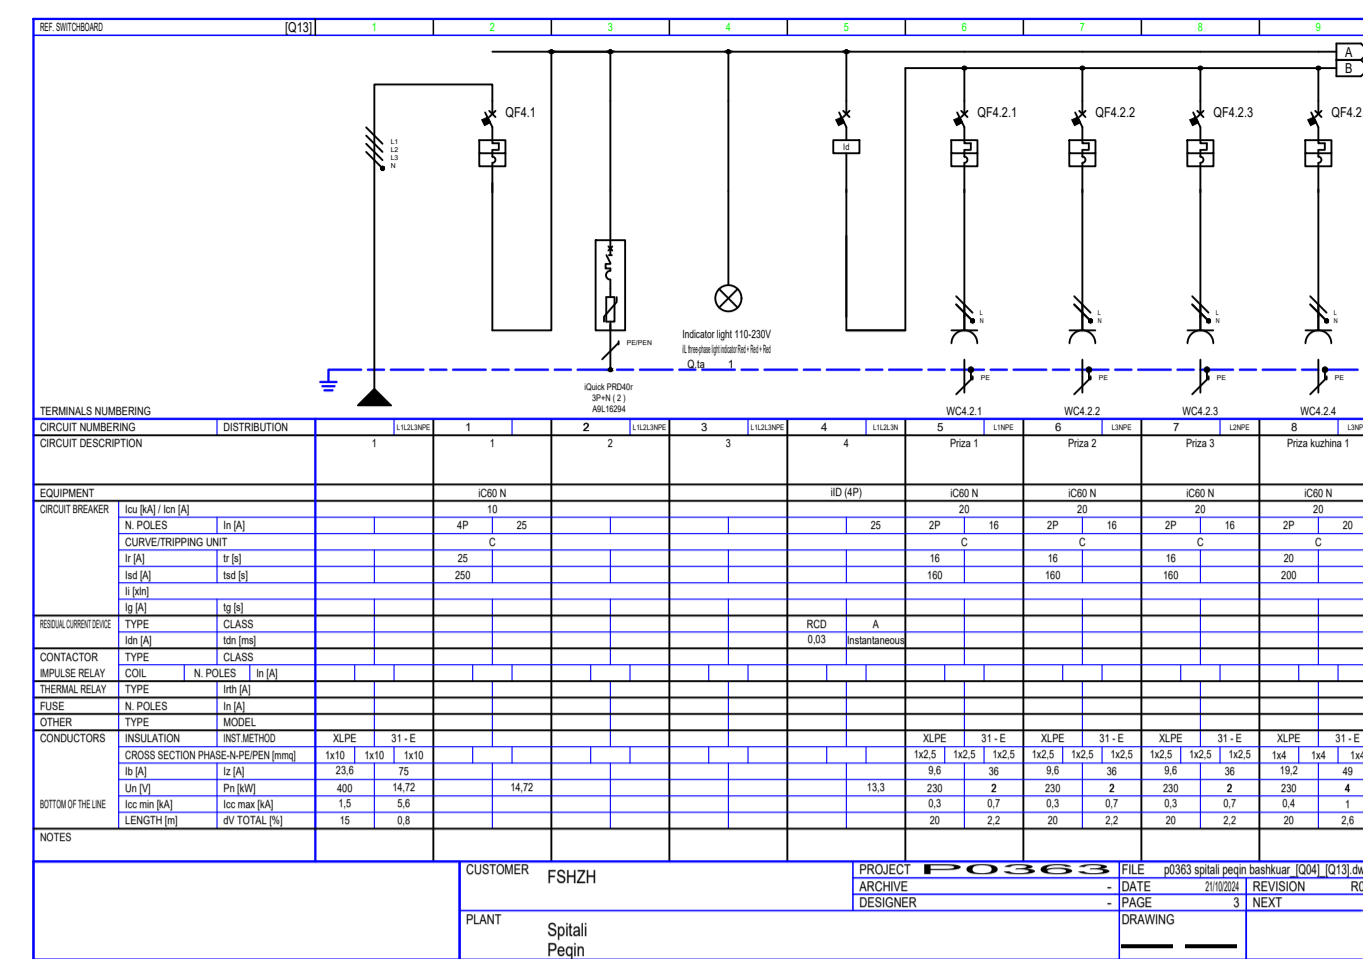 REF. SWITCHBOARD [Q13] 1 2 3 4 5 6 7 8 9
A
B
QF4.1 QF4.2.1 QF4.2.2 QF4.2.3 QF4.2
L1
L2
L3
N
Id
L L L L
N N N N
Indicator light 110-230V
iL three-phase light indicator Red + Red + Red
Q.ta 1
PE/PEN
PE PE PE PE
iQuick PRD40r
3P+N ( 2 )
A9L16294
TERMINALS NUMBERING WC4.2.1 WC4.2.2 WC4.2.3 WC4.2.4
CIRCUIT NUMBERING DISTRIBUTION L1L2L3NPE 1 2 L1L2L3NPE 3 L1L2L3NPE 4 L1L2L3N 5 L1NPE 6 L3NPE 7 L2NPE 8 L3NP
CIRCUIT DESCRIPTION 1 1 2 3 4 Priza 1 Priza 2 Priza 3 Priza kuzhina 1
EQUIPMENT iC60 N iID (4P) iC60 N iC60 N iC60 N iC60 N
CIRCUIT BREAKER Icu [kA] / Icn [A] 10 20 20 20 20
N. POLES In [A] 4P 25 25 2P 16 2P 16 2P 16 2P 20
CURVE/TRIPPING UNIT C C C C C
Ir [A] tr [s] 25 16 16 16 20
Isd [A] tsd [s] 250 160 160 160 200
Ii [xIn]
Ig [A] tg [s]
RESIDUAL CURRENT DEVICE TYPE CLASS RCD A
Idn [A] tdn [ms] 0,03 Instantaneous
CONTACTOR TYPE CLASS
IMPULSE RELAY COIL N. POLES In [A]
THERMAL RELAY TYPE Irth [A]
FUSE N. POLES In [A]
OTHER TYPE MODEL
CONDUCTORS INSULATION INST.METHOD XLPE 31 - E XLPE 31 - E XLPE 31 - E XLPE 31 - E XLPE 31 - E
CROSS SECTION PHASE-N-PE/PEN [mmq] 1x10 1x10 1x10 1x2,5 1x2,5 1x2,5 1x2,5 1x2,5 1x2,5 1x2,5 1x2,5 1x2,5 1x4 1x4 1x4
Ib [A] Iz [A] 23,6 75 9,6 36 9,6 36 9,6 36 19,2 49
Un [V] Pn [kW] 400 14,72 14,72 13,3 230 2 230 2 230 2 230 4
BOTTOM OF THE LINE Icc min [kA] Icc max [kA] 1,5 5,6 0,3 0,7 0,3 0,7 0,3 0,7 0,4 1
LENGTH [m] dV TOTAL [%] 15 0,8 20 2,2 20 2,2 20 2,2 20 2,6
NOTES
CUSTOMER FSHZH
PROJECT P0363 FILE p0363 spitali peqin bashkuar_[Q04]_[Q13].dw
ARCHIVE - DATE 21/10/2024 REVISION R0
DESIGNER - PAGE 3 NEXT
PLANT Spitali
Peqin
DRAWING